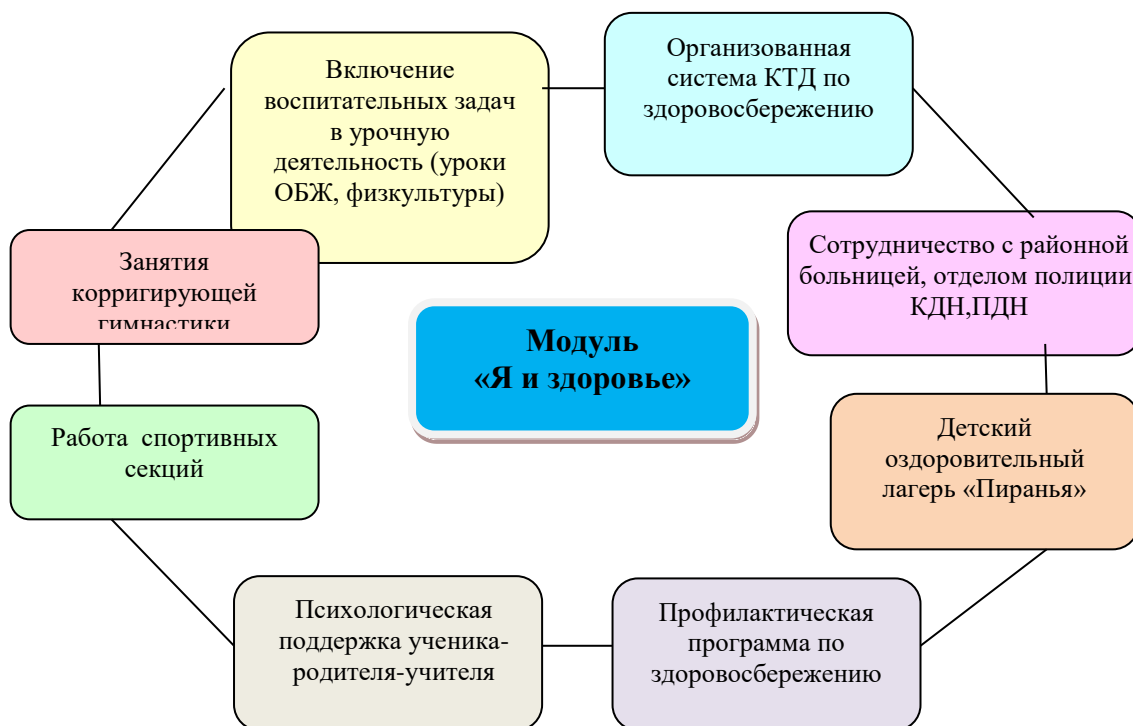 Включение
воспитательных задач
в урочную
деятельность (уроки
ОБЖ, физкультуры)
Организованная
система КТД по
здоровосбережению
Занятия
корригирующей
гимнастики
Сотрудничество с районной
больницей, отделом полиции
КДН,ПДН
Модуль
«Я и здоровье»
Работа спортивных
секций
Детский
оздоровительный
лагерь «Пиранья»
Психологическая
поддержка ученика-
родителя-учителя
Профилактическая
программа по
здоровосбережению